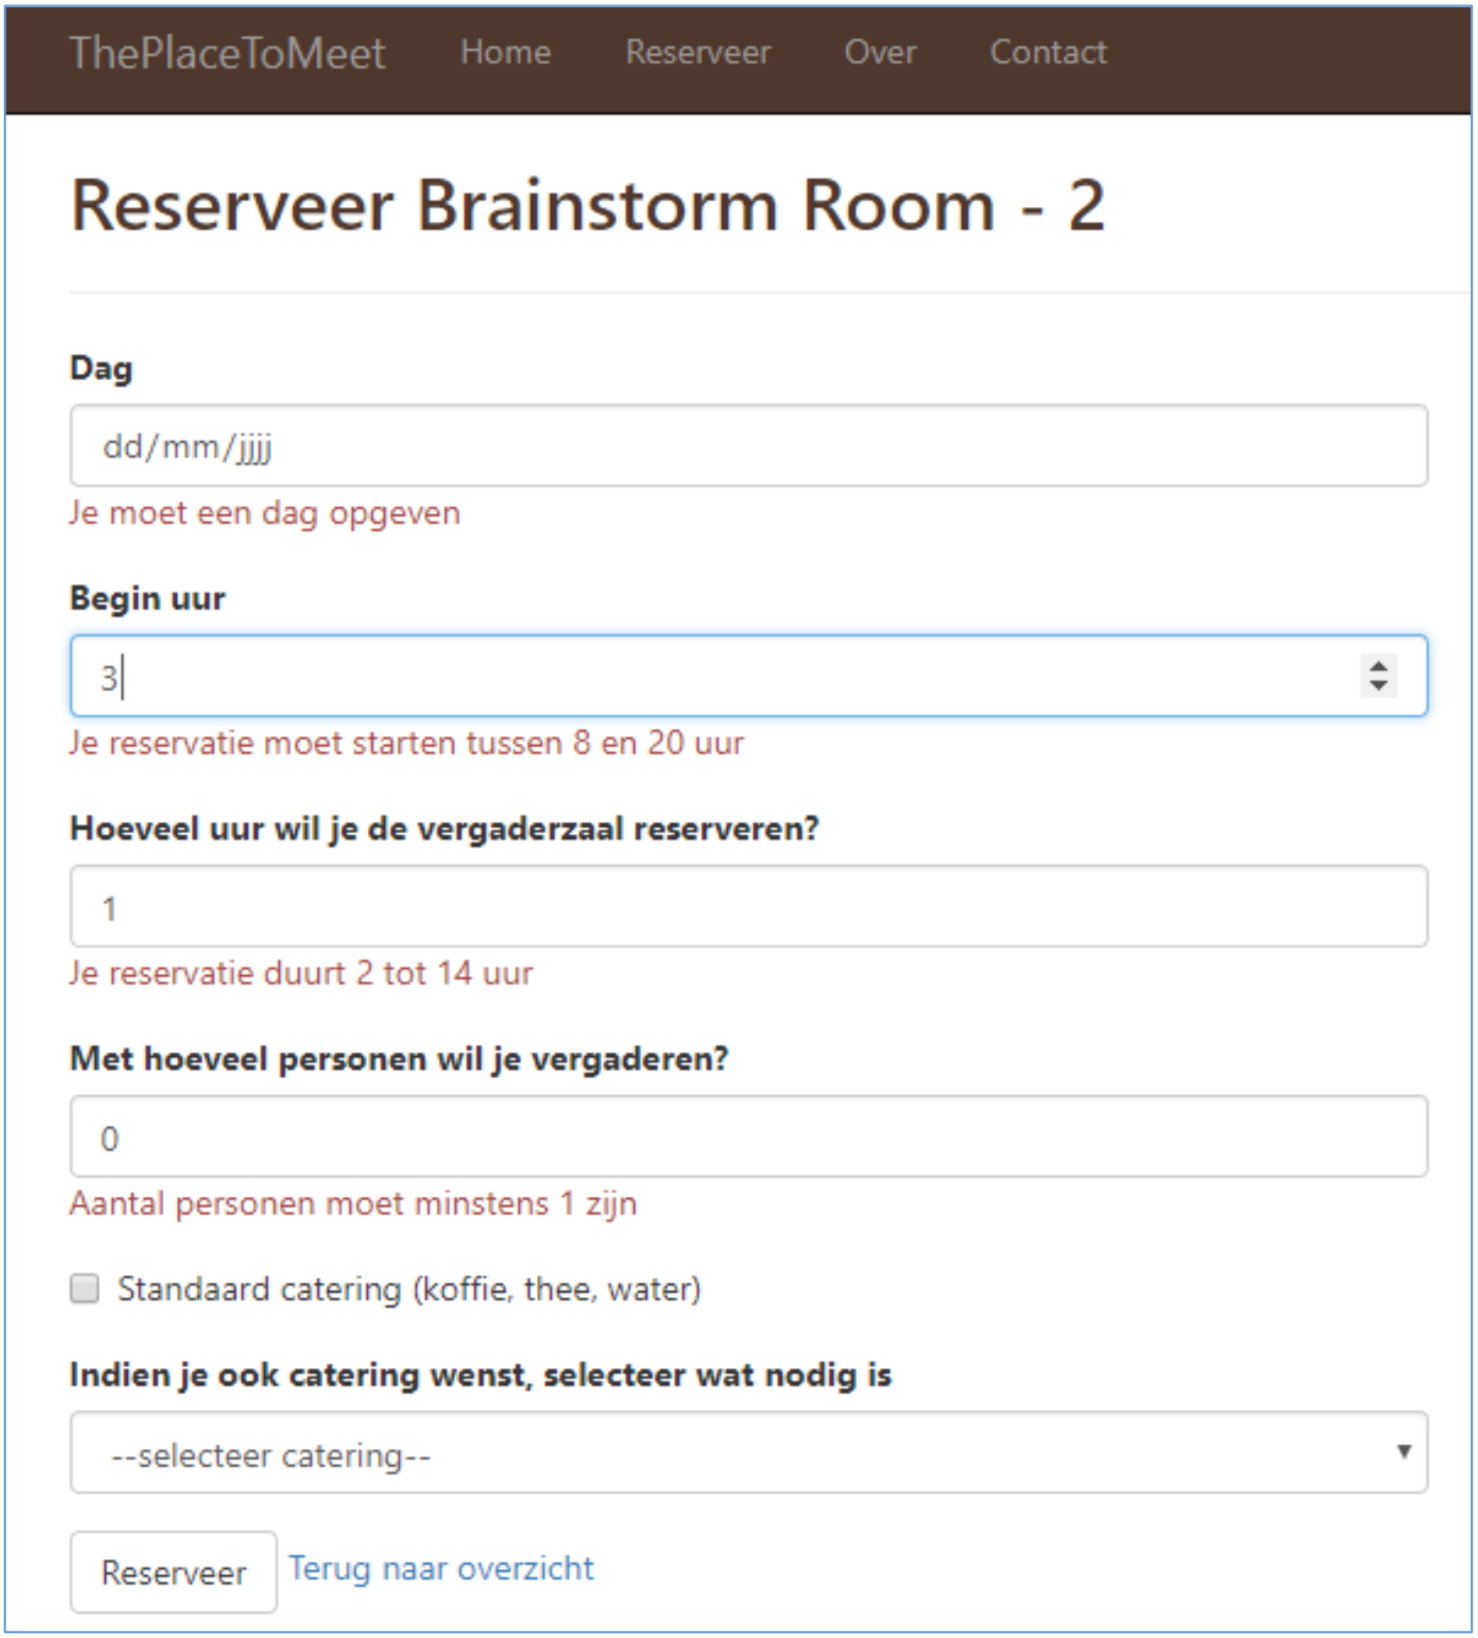 ThePlaceToMeet Home Reserveer Over Contact
Reserveer Brainstorm Room - 2
Dag
dd/mm/jjjj
Je moet een dag opgeven
Begin uur
3
Je reservatie moet starten tussen 8 en 20 uur
Hoeveel uur wil je de vergaderzaal reserveren?
1
Je reservatie duurt 2 tot 14 uur
Met hoeveel personen wil je vergaderen?
0
Aantal personen moet minstens 1 zijn
Standaard catering (koffie, thee, water)
Indien je ook catering wenst, selecteer wat nodig is
--selecteer catering--
Reserveer Terug naar overzicht